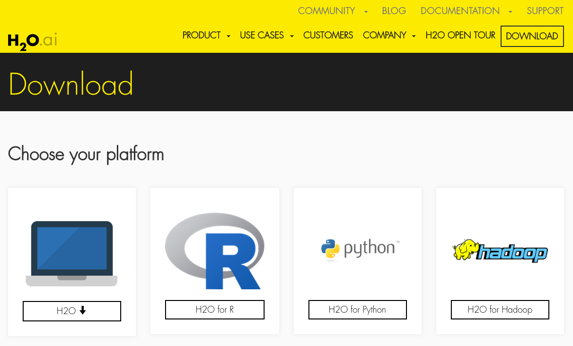 COMMUNITY BLOG DOCUMENTATION SUPPORT
H2O.ai PRODUCT USE CASES CUSTOMERS COMPANY H2O OPEN TOUR DOWNLOAD
Download
Choose your platform
R python™ hadoop
H2O H2O for R H2O for Python H2O for Hadoop